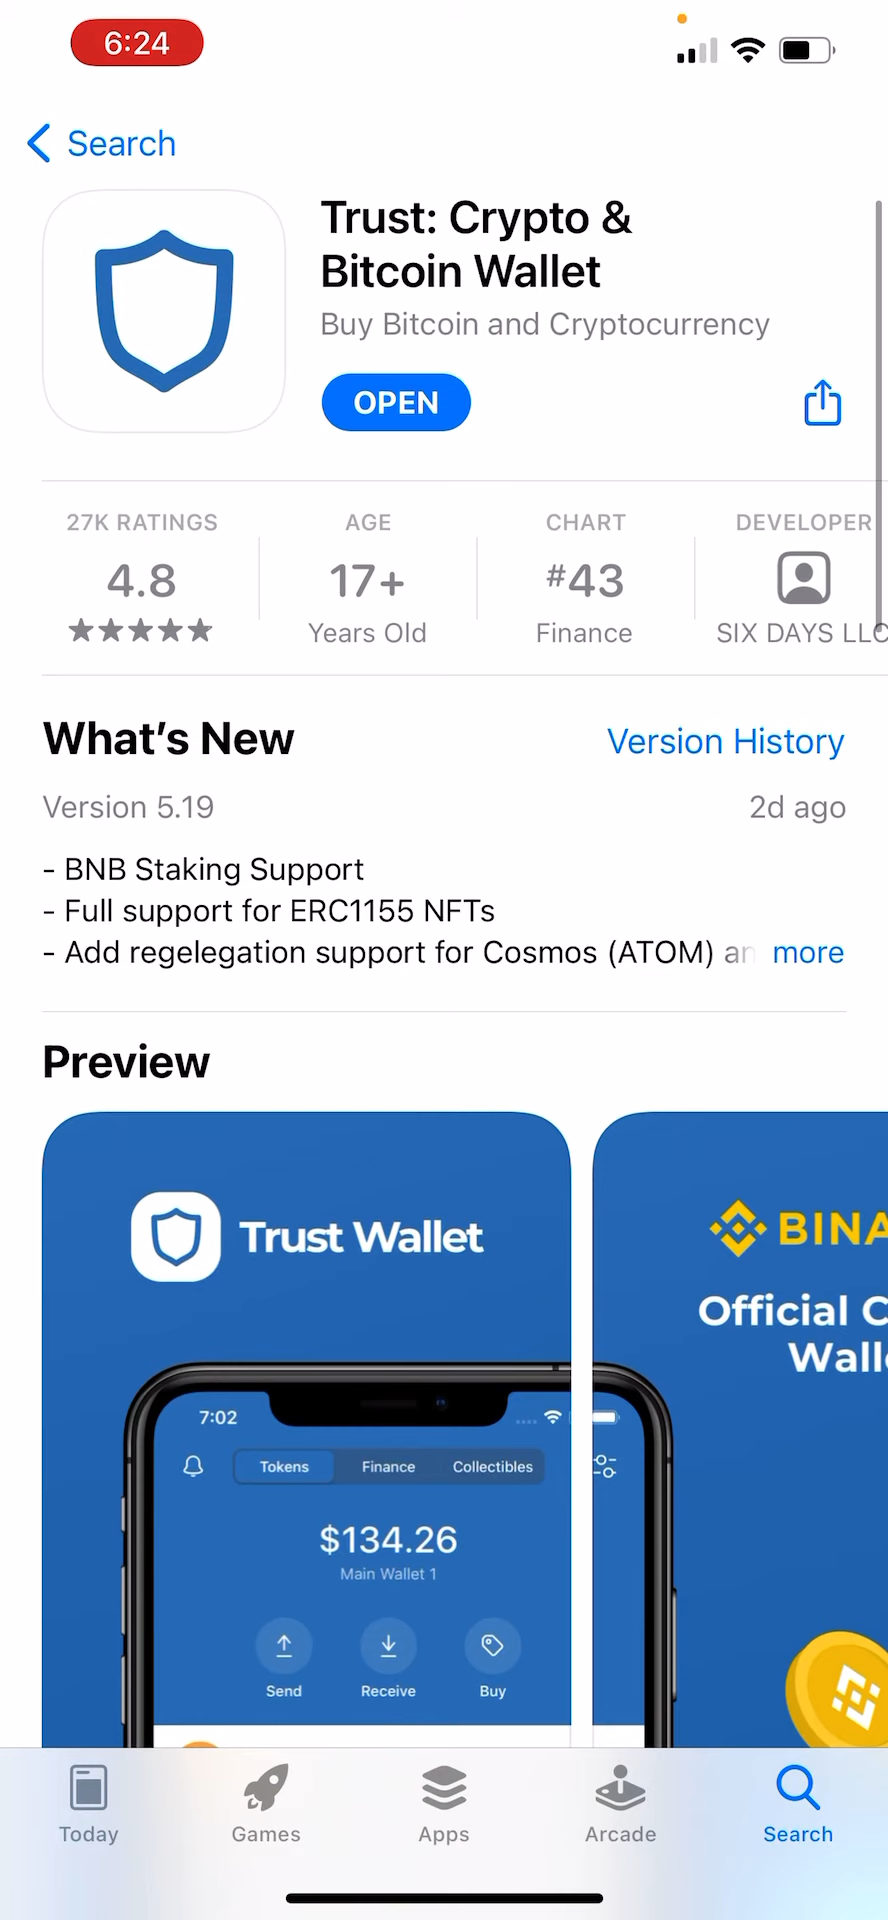 6:24
Search
Trust: Crypto &
Bitcoin Wallet
Buy Bitcoin and Cryptocurrency
OPEN
27K RATINGS
4.8
AGE
17+
Years Old
CHART
#43
Finance
DEVELOPER
SIX DAYS LLC
What's New
Version History
Version 5.19
2d ago
- BNB Staking Support
- Full support for ERC1155 NFTs
- Add regelegation support for Cosmos (ATOM) an more
Preview
Trust Wallet
7:02
Tokens
Finance
Collectibles
$134.26
Main Wallet 1
Send
Receive
Buy
BINA
Official C
Walle
Today
Games
Apps
Arcade
Search